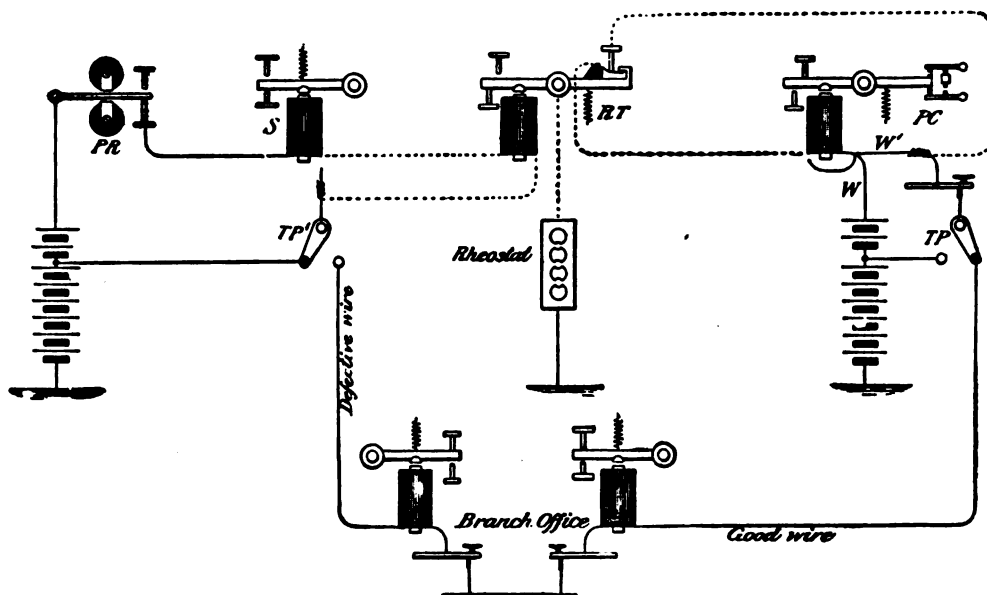 PR
S
RT
PC
W'
W
TP'
TP
Rheostat
Defective wire
Branch Office
Good wire